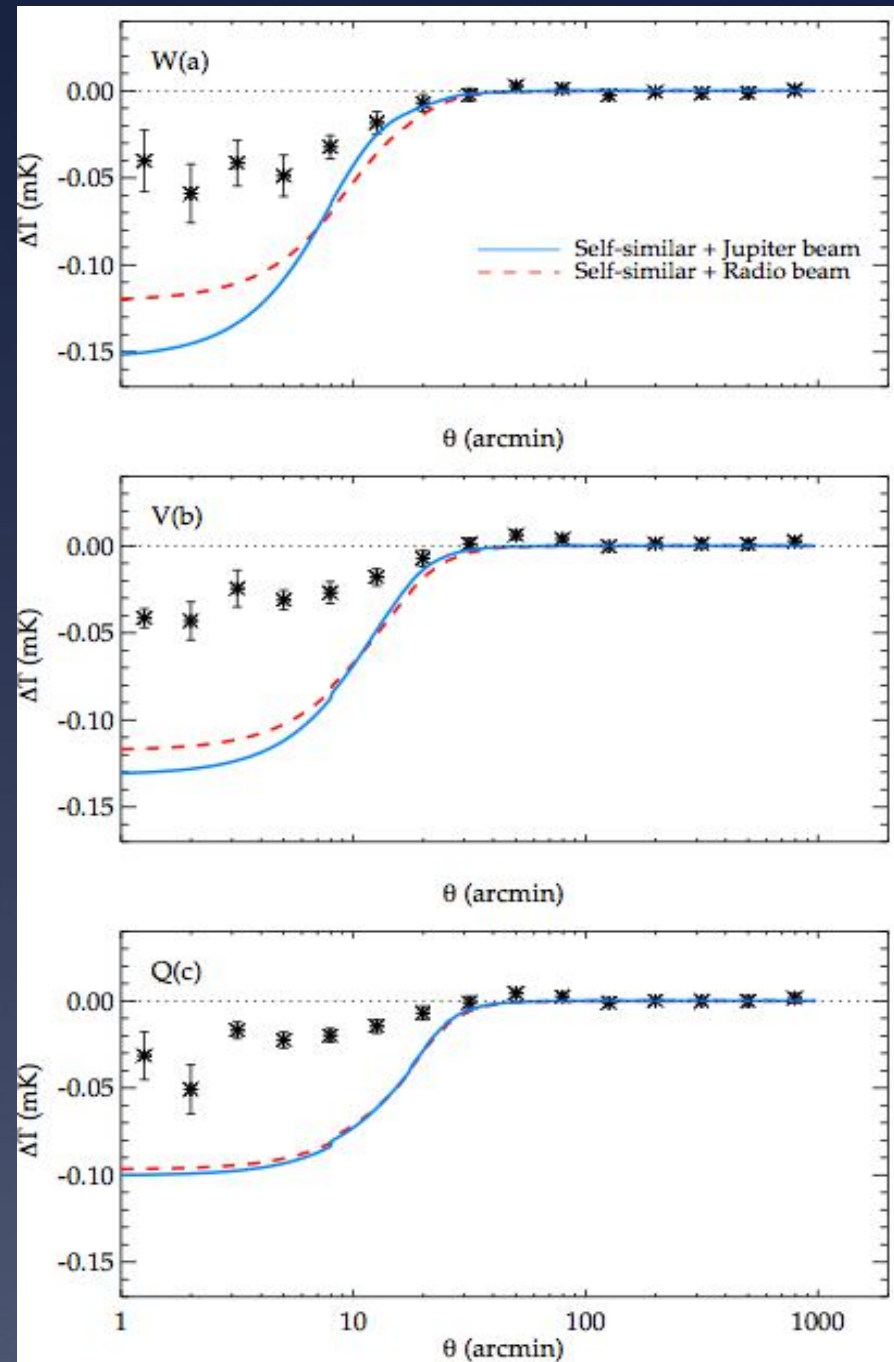 W(a)
0.00
-0.05
-0.10
-0.15
ΔT (mK)
Self-similar + Jupiter beam
Self-similar + Radio beam
θ (arcmin)
V(b)
0.00
-0.05
-0.10
-0.15
ΔT (mK)
θ (arcmin)
Q(c)
0.00
-0.05
-0.10
-0.15
ΔT (mK)
1 10 100 1000
θ (arcmin)